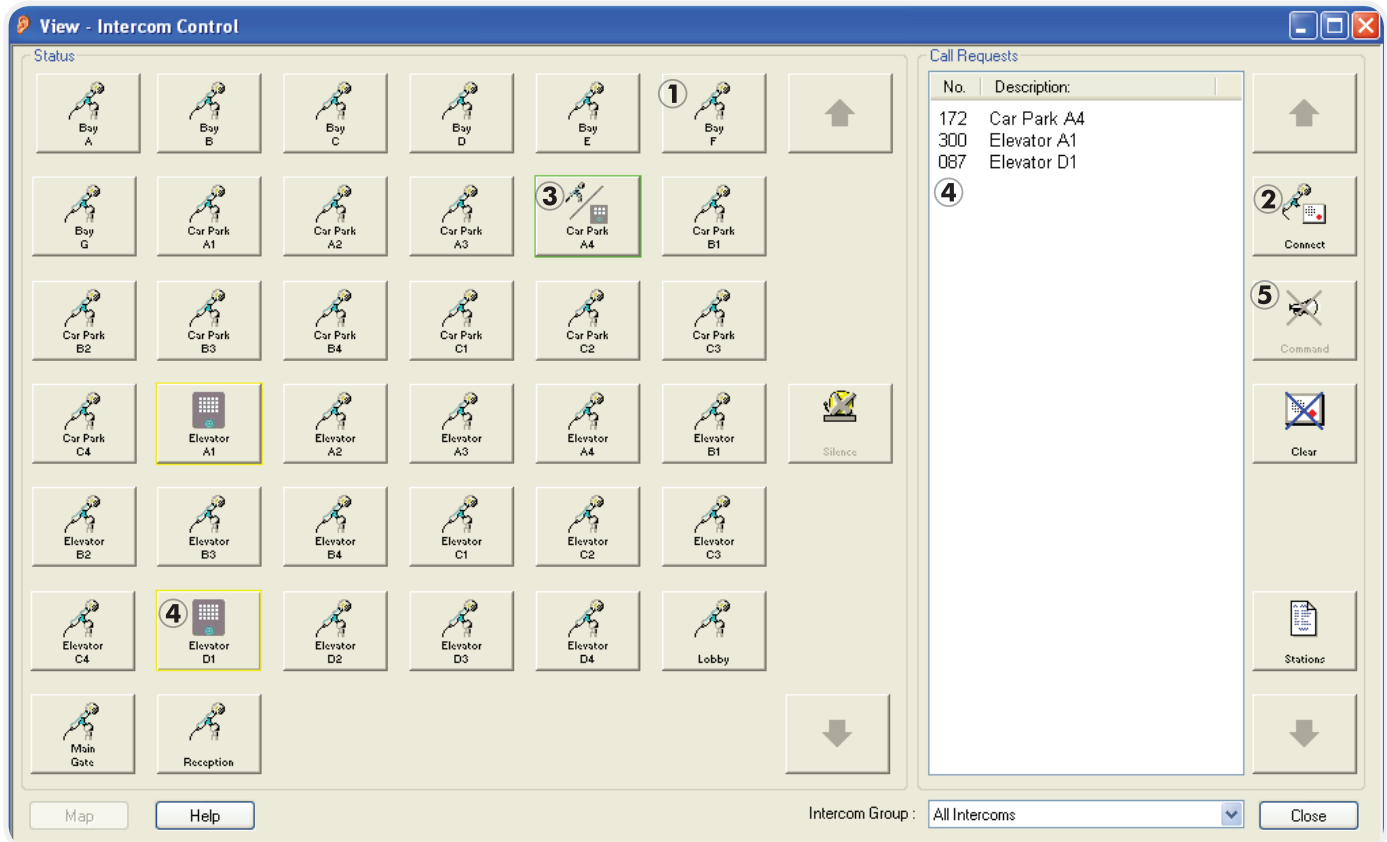 View - Intercom Control
Status
Bay
A
Bay
B
Bay
C
Bay
D
Bay
E
1
Bay
F
Bay
G
Car Park
A1
Car Park
A2
Car Park
A3
3
Car Park
A4
Car Park
B1
Car Park
B2
Car Park
B3
Car Park
B4
Car Park
C1
Car Park
C2
Car Park
C3
Car Park
C4
Elevator
A1
Elevator
A2
Elevator
A3
Elevator
A4
Elevator
B1
Silence
Elevator
B2
Elevator
B3
Elevator
B4
Elevator
C1
Elevator
C2
Elevator
C3
Elevator
C4
4
Elevator
D1
Elevator
D2
Elevator
D3
Elevator
D4
Lobby
Main
Gate
Reception
Call Requests
No. Description:
172 Car Park A4
300 Elevator A1
087 Elevator D1
4
2
Connect
5
Command
Clear
Stations
Map
Help
Intercom Group :
All Intercoms
Close